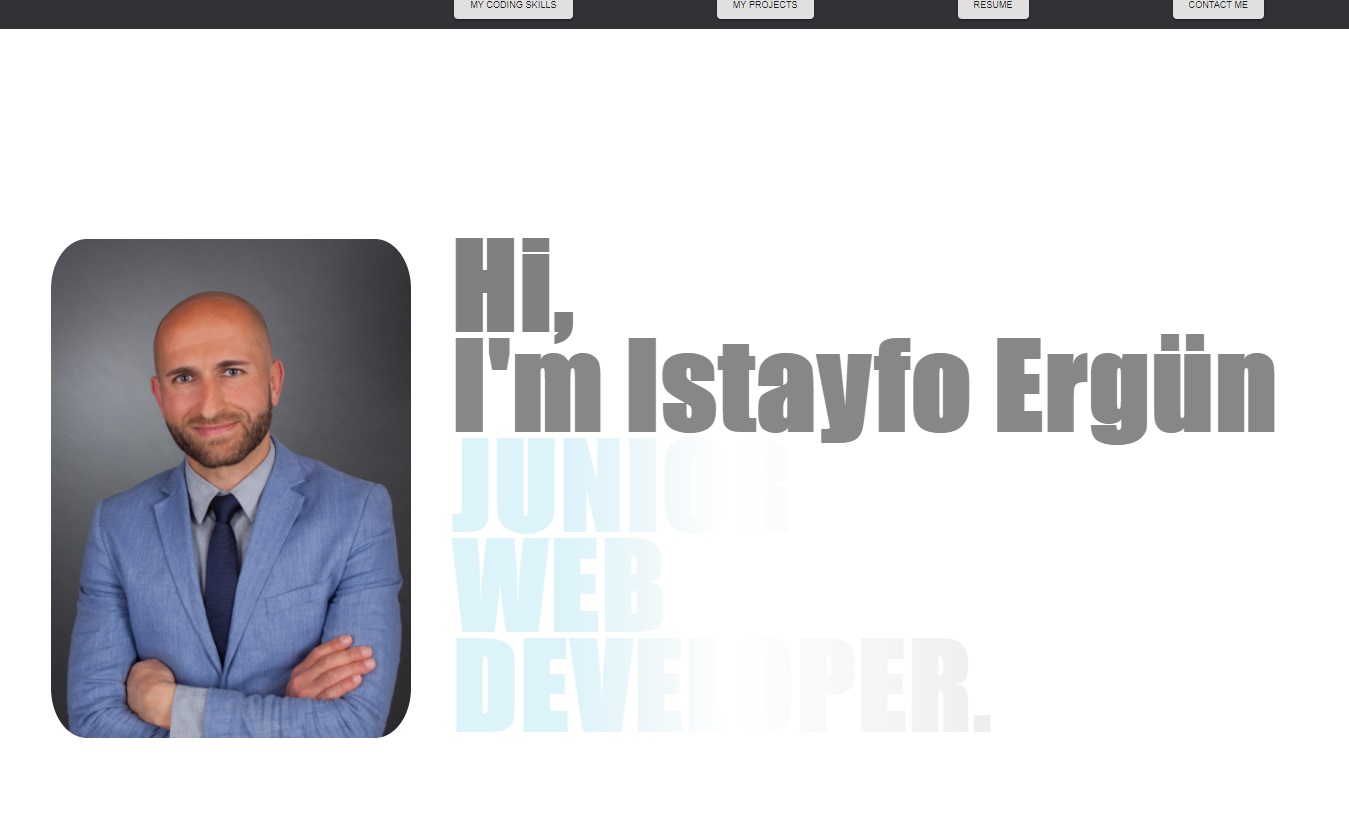 MY CODING SKILLS MY PROJECTS RESUME CONTACT ME
Hi,
I'm Istayfo Ergün
JUNIOR
WEB
DEVELOPER.